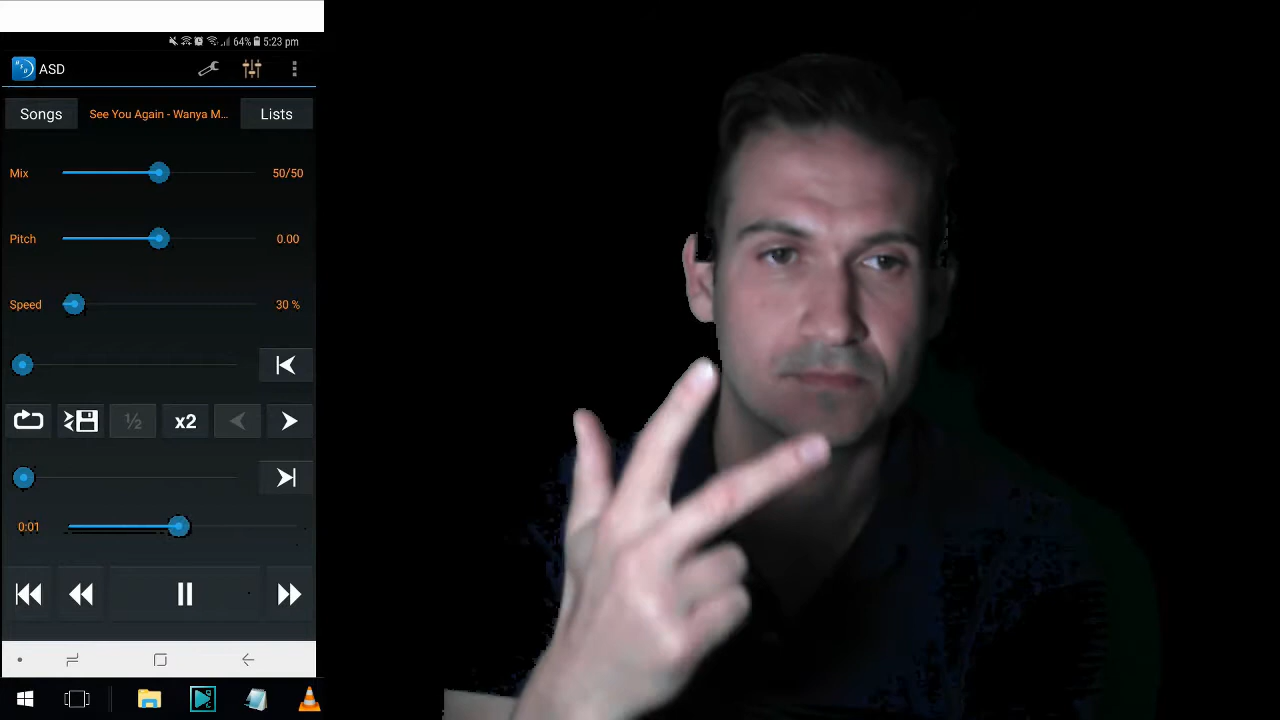 64% 5:23 pm
ASD
Songs See You Again - Wanya M... Lists
Mix 50/50
Pitch 0.00
Speed 30 %
½ x2
0:01